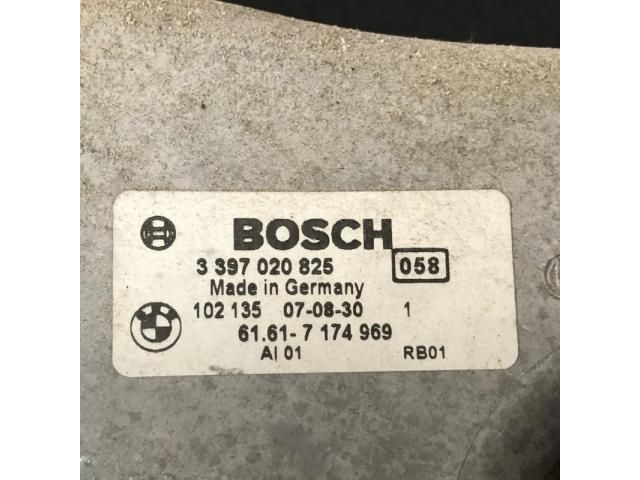 BOSCH
3 397 020 825 058
Made in Germany
102 135 07-08-30 1
61.61- 7 174 969
AI 01 RB01